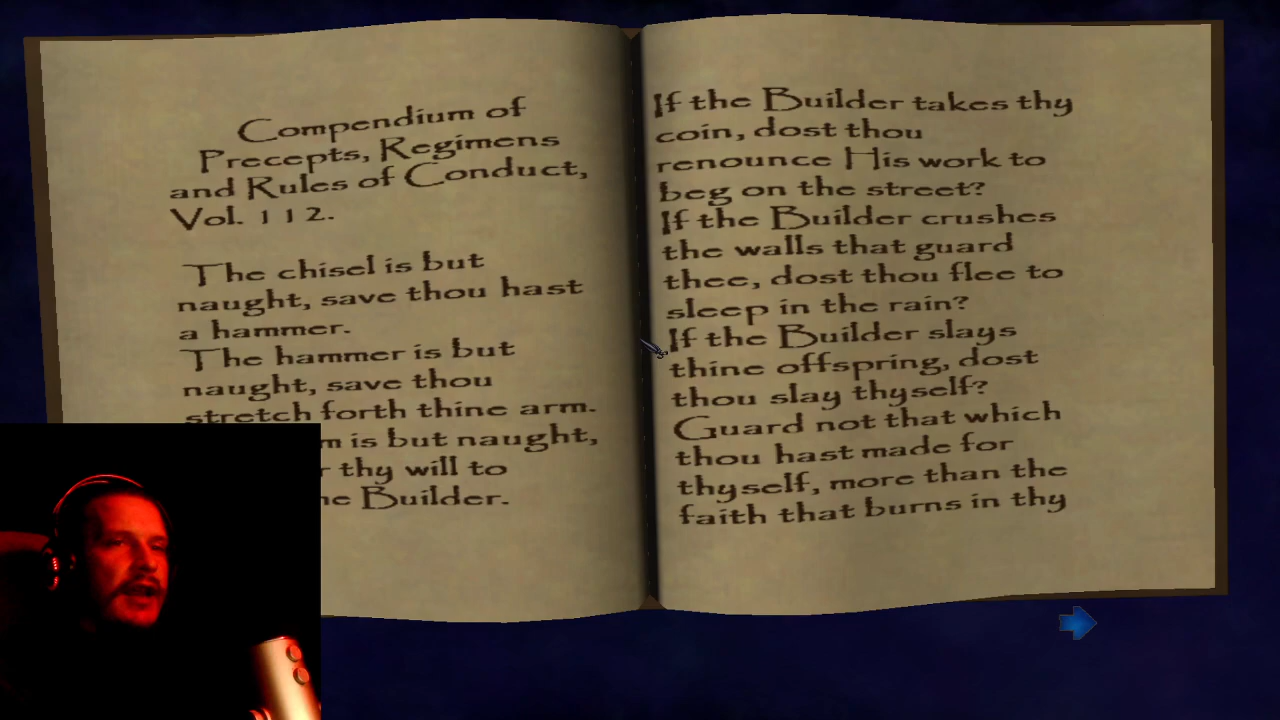 Compendium of
Precepts, Regimens
and Rules of Conduct,
Vol. 112.
The chisel is but
naught, save thou hast
a hammer.
The hammer is but
naught, save thou
stretch forth thine arm.
is but naught,
thy will to
Builder.
If the Builder takes thy
coin, dost thou
renounce His work to
beg on the street?
If the Builder crushes
the walls that guard
thee, dost thou flee to
sleep in the rain?
If the Builder slays
thine offspring, dost
thou slay thyself?
Guard not that which
thou hast made for
thyself, more than the
faith that burns in thy